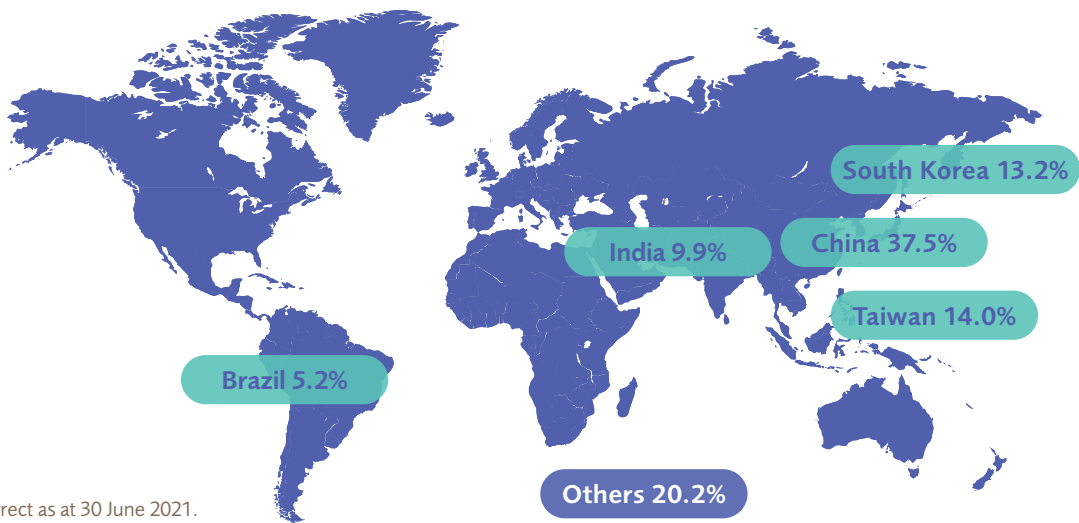 South Korea 13.2%
India 9.9%
China 37.5%
Taiwan 14.0%
Brazil 5.2%
Others 20.2%
as at 30 June 2021.